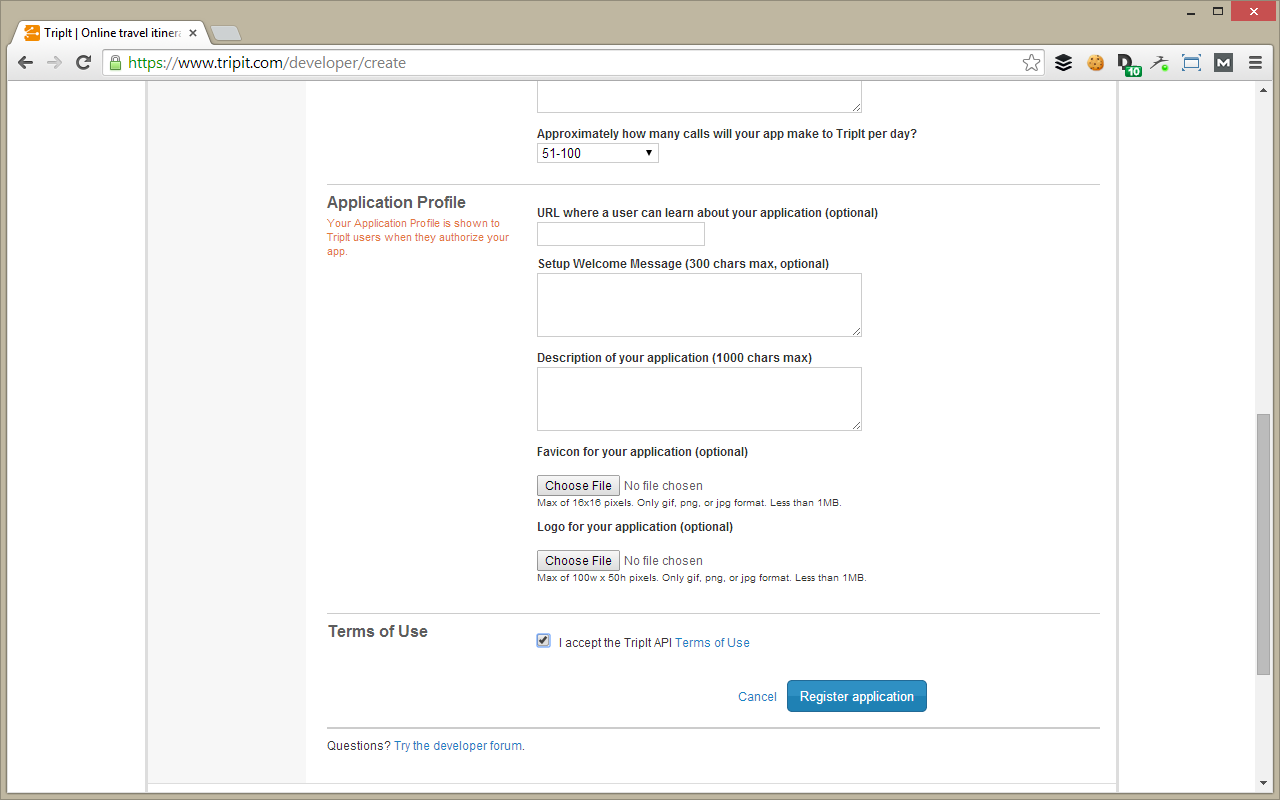 TripIt | Online travel itinera
https://www.tripit.com/developer/create
10
M
Approximately how many calls will your app make to TripIt per day?
51-100
Application Profile
Your Application Profile is shown to
TripIt users when they authorize your
app.
URL where a user can learn about your application (optional)
Setup Welcome Message (300 chars max, optional)
Description of your application (1000 chars max)
Favicon for your application (optional)
Choose File No file chosen
Max of 16x16 pixels. Only gif, png, or jpg format. Less than 1MB.
Logo for your application (optional)
Choose File No file chosen
Max of 100w x 50h pixels. Only gif, png, or jpg format. Less than 1MB.
Terms of Use
I accept the TripIt API Terms of Use
Cancel
Register application
Questions? Try the developer forum.